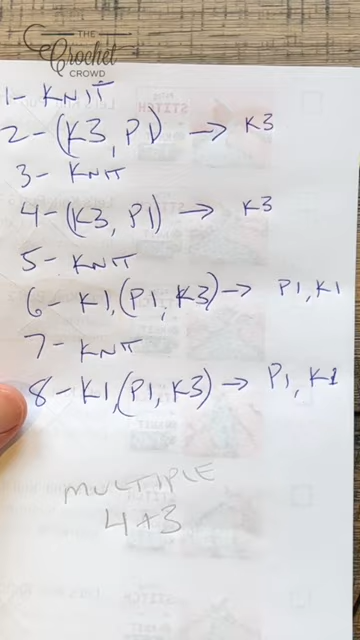 THE
Crochet
CROWD
1- KNIT
2-(K3, P1) → K3
3- KNIT
4-(K3, P1) → K3
5- KNIT
6- K1, (P1, K3) → P1, K1
7- KNIT
8- K1, (P1, K3) → P1, K1
MULTIPLE
4+3